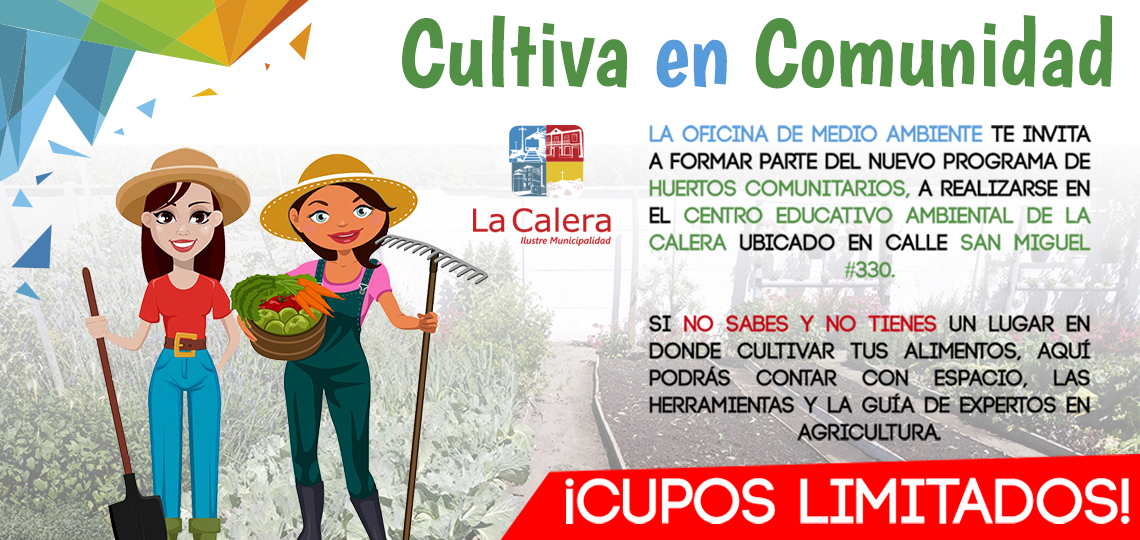 Cultiva en Comunidad
La Calera
Ilustre Municipalidad
LA OFICINA DE MEDIO AMBIENTE TE INVITA
A FORMAR PARTE DEL NUEVO PROGRAMA DE
HUERTOS COMUNITARIOS, A REALIZARSE EN
EL CENTRO EDUCATIVO AMBIENTAL DE LA
CALERA UBICADO EN CALLE SAN MIGUEL
#330.
SI NO SABES Y NO TIENES UN LUGAR EN
DONDE CULTIVAR TUS ALIMENTOS, AQUÍ
PODRÁS CONTAR CON ESPACIO, LAS
HERRAMIENTAS Y LA GUÍA DE EXPERTOS EN
AGRICULTURA.
¡CUPOS LIMITADOS!